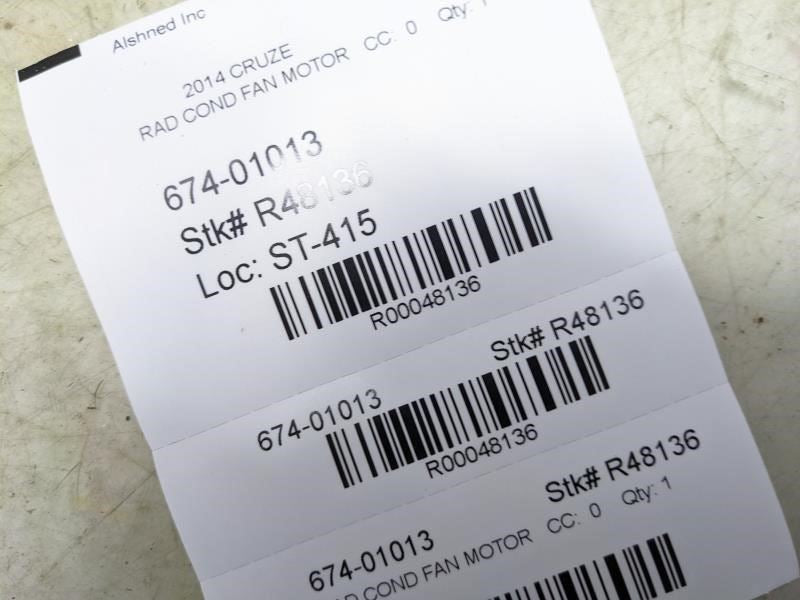 Alshned Inc
2014 CRUZE
RAD COND FAN MOTOR CC: 0 Qty: 1
674-01013
Stk# R48136
Loc: ST-415
R00048136
Stk# R48136
674-01013
R00048136
Stk# R48136
674-01013
RAD COND FAN MOTOR CC: 0 Qty: 1